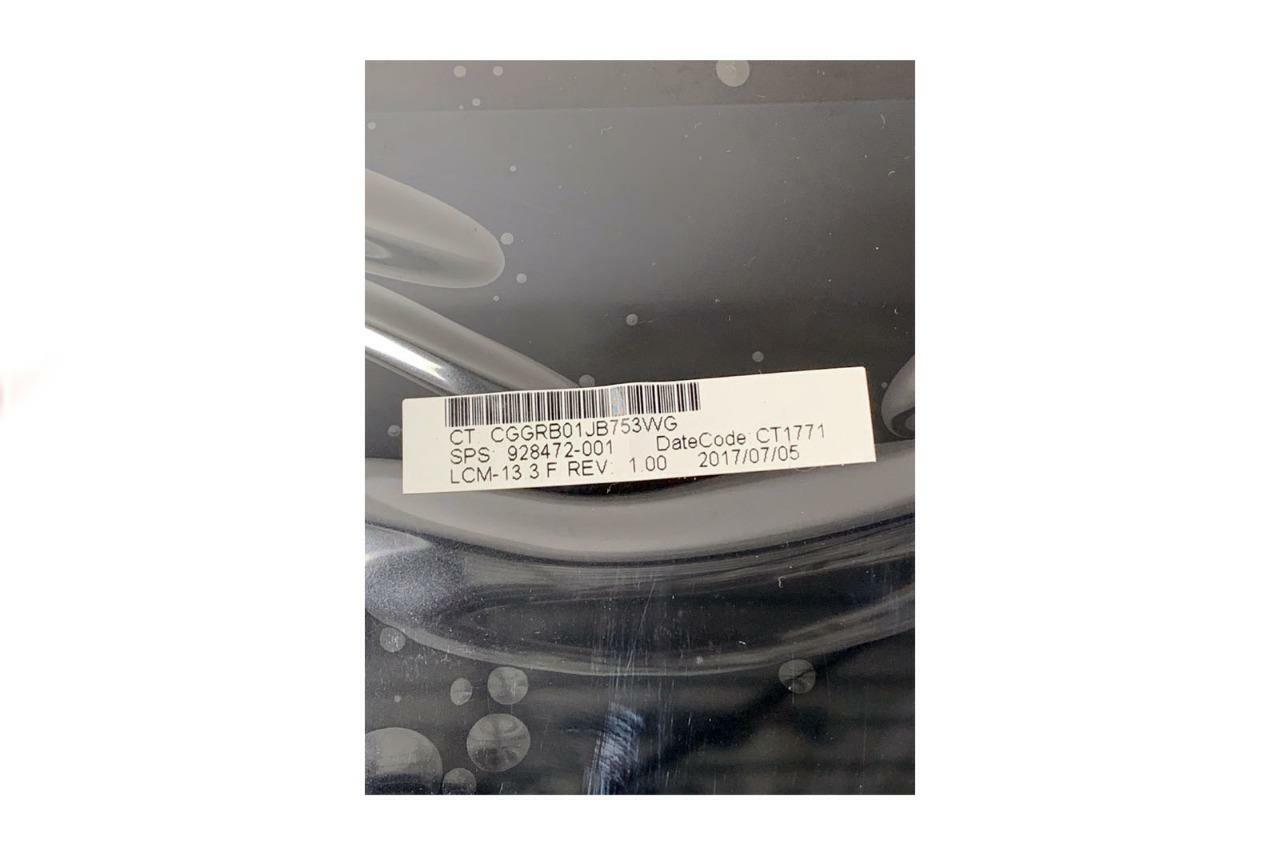 CT: CGGRB01JB753WG
SPS: 928472-001 DateCode:CT1771
LCM-13.3 F REV: 1.00 2017/07/05